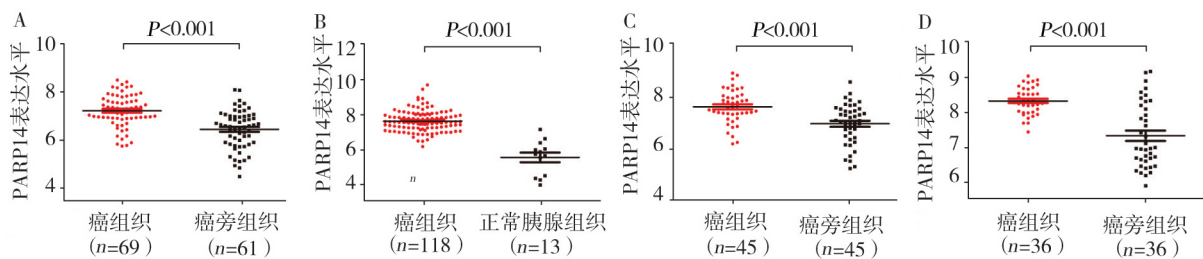 A
P<0.001
PARP14表达水平
10
8
6
4
癌组织
(n=69)
癌旁组织
(n=61)
B
P<0.001
PARP14表达水平
12
10
8
6
4
n
癌组织
(n=118)
正常胰腺组织
(n=13)
C
P<0.001
PARP14表达水平
10
8
6
4
癌组织
(n=45)
癌旁组织
(n=45)
D
P<0.001
PARP14表达水平
10
9
8
7
6
癌组织
(n=36)
癌旁组织
(n=36)